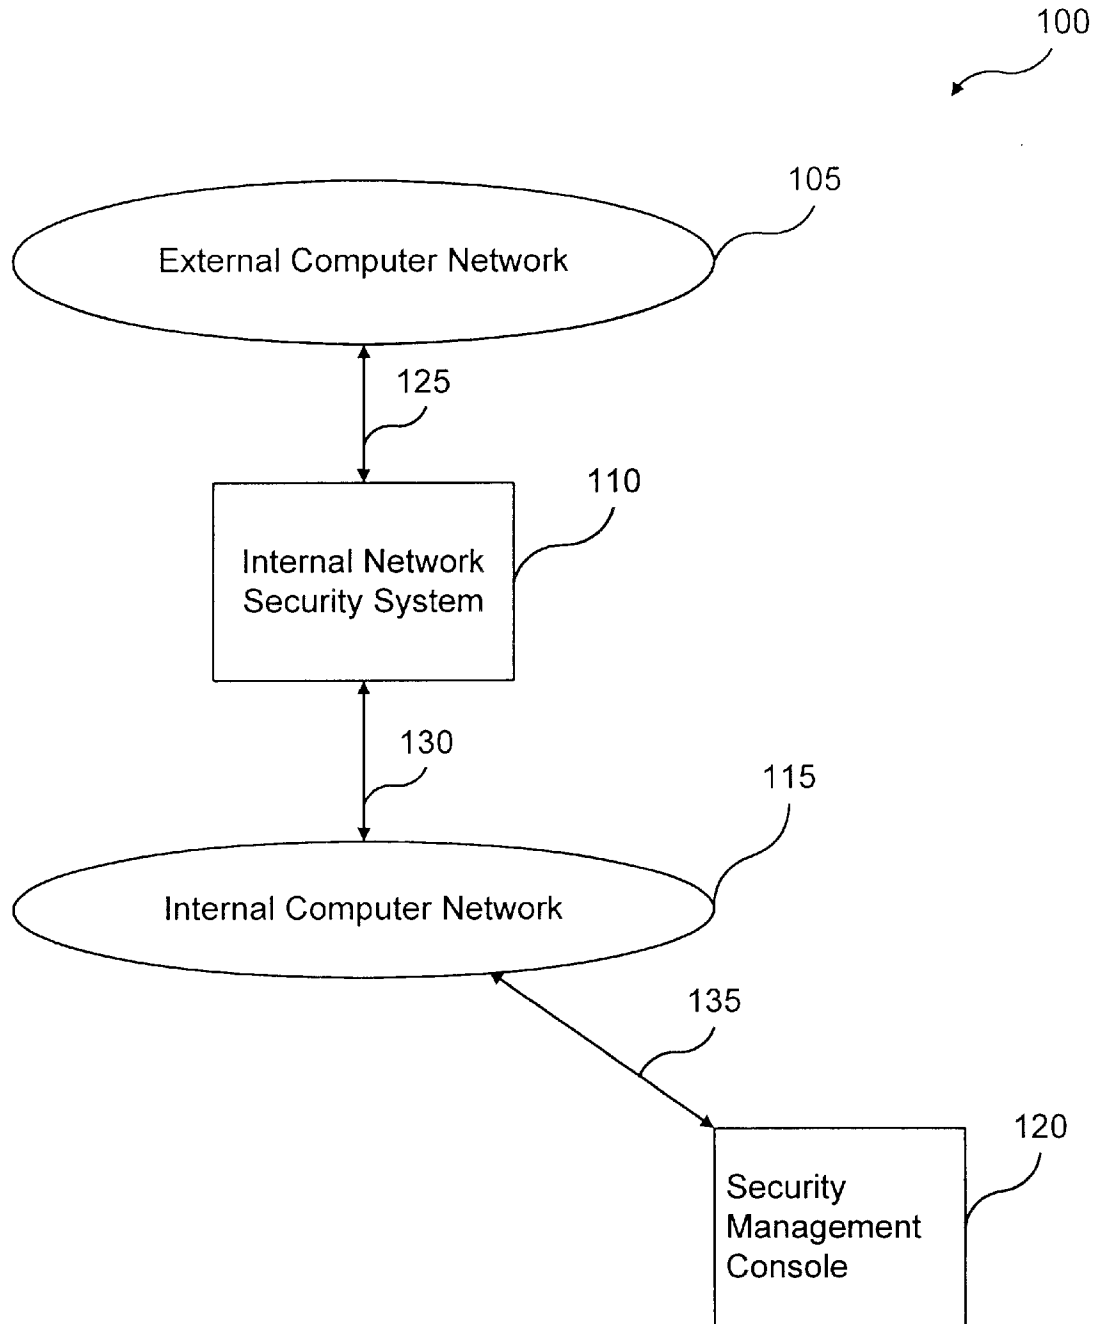 100
105
External Computer Network
125
110
Internal Network
Security System
130
115
Internal Computer Network
135
120
Security
Management
Console